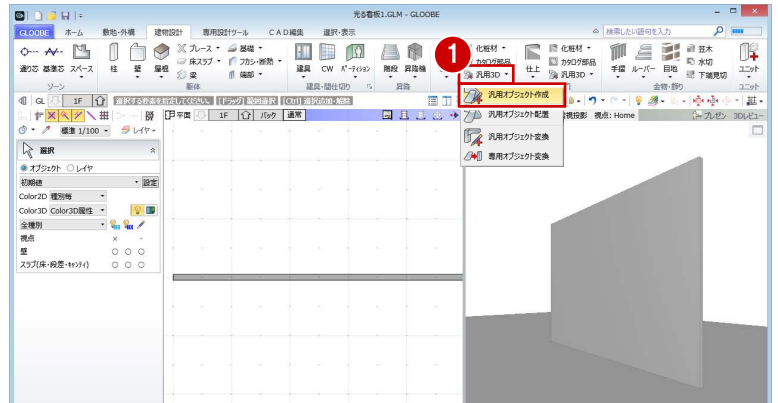 光る看板1.GLM - GLOOBE
GLOOBE ホーム 敷地・外構 建物設計 専用設計ツール CAD編集 選択・表示 検索したい語句を入力
通り芯 基準芯 スペース 柱 壁 屋根 ブレース 床スラブ 梁 基礎 フカシ・断熱 端部 建具 CW パーティション 階段 昇降機 化粧材 カタログ部品 汎用3D 仕上 化粧材 カタログ部品 汎用3D 手摺 ルーバー 目地 笠木 水切 下端見切 ユニット
ゾーン 躯体 建具・間仕切り 昇降 金物・飾り ユニット
1
GL 1F 選択する要素を指定してください。 [ドラッグ] 範囲選択 [Ctrl] 選択追加・解除
汎用オブジェクト作成
平面 1F バック 通常
汎用オブジェクト配置
透視投影 視点: Home プレゼン 3Dレビュー
標準 1/100 レイヤ
汎用オブジェクト変換
選択
専用オブジェクト変換
オブジェクト レイヤ
初期値 設定
Color2D 種別毎
Color3D Color3D属性
全種別
視点
壁
スラブ(床・段差・キャンティ)